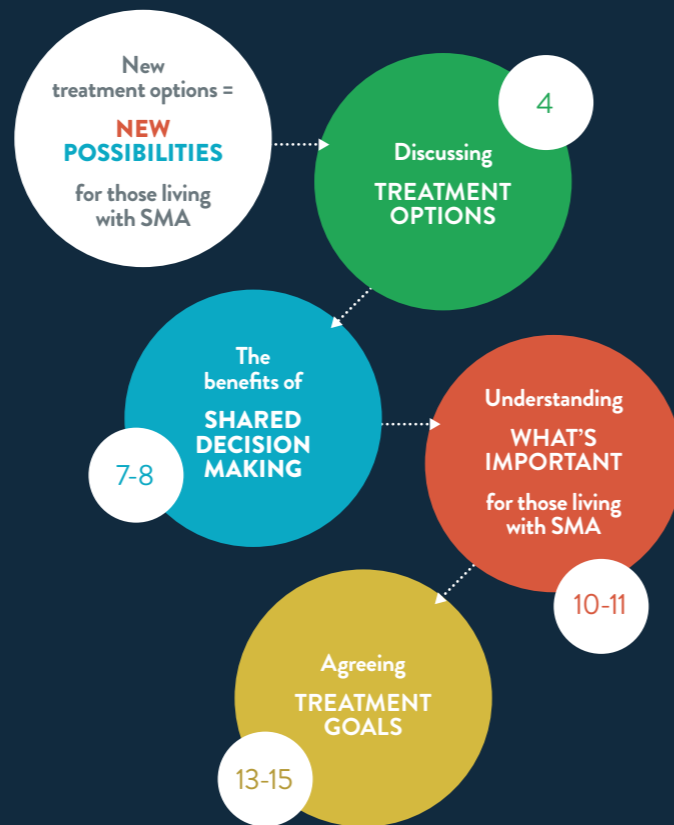 New
treatment options =
NEW
POSSIBILITIES
for those living
with SMA
4
Discussing
TREATMENT
OPTIONS
The
benefits of
SHARED
DECISION
MAKING
7-8
Understanding
WHAT'S
IMPORTANT
for those living
with SMA
10-11
Agreeing
TREATMENT
GOALS
13-15